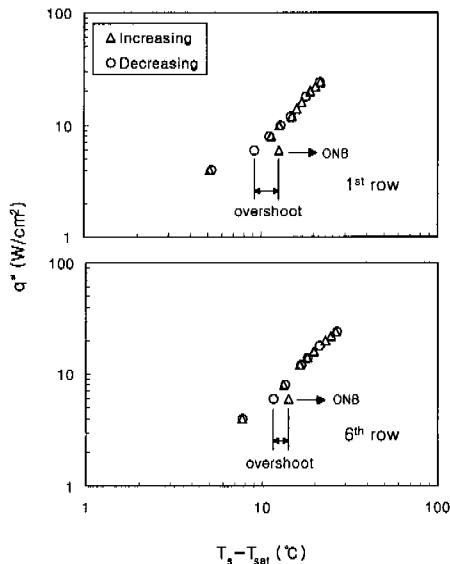 100
△ Increasing
○ Decreasing
10
ONB
1st row
overshoot
1
q" (W/cm²)
100
10
ONB
6th row
overshoot
1
1
10
100
Ts−Tsat (℃)